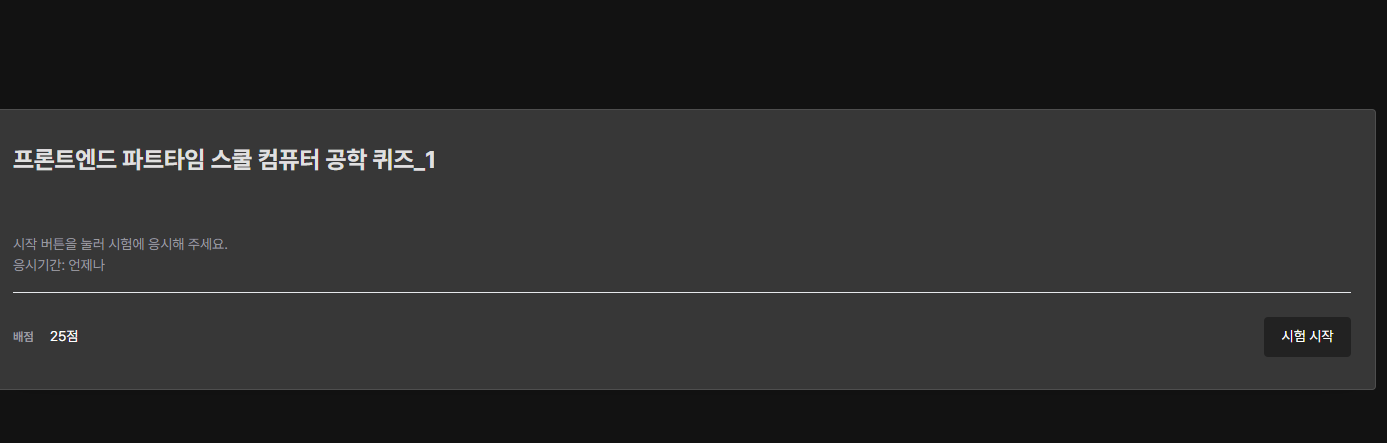 프론트엔드 파트타임 스쿨 컴퓨터 공학 퀴즈_1
시작 버튼을 눌러 시험에 응시해 주세요.
응시기간: 언제나
배점 25점
시험 시작